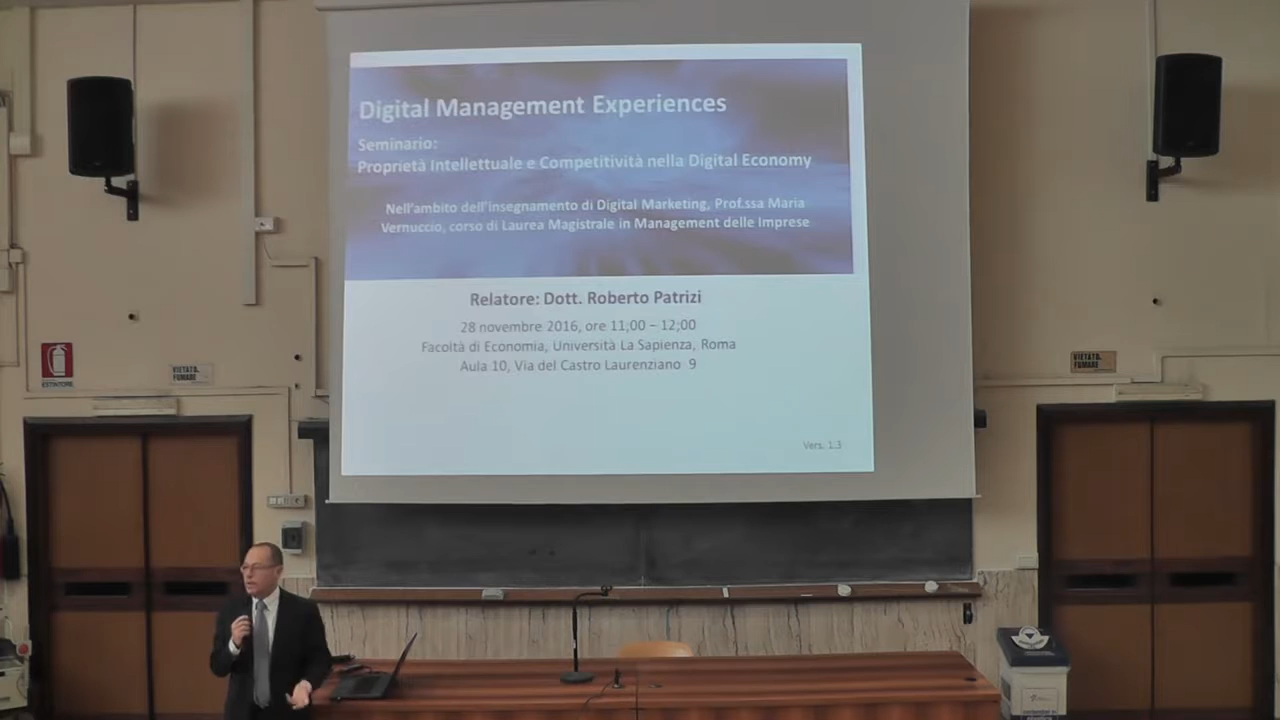 Digital Management Experiences
Seminario:
Proprietà Intellettuale e Competitività nella Digital Economy
Nell'ambito dell'insegnamento di Digital Marketing, Prof.ssa Maria
Vernuccio, corso di Laurea Magistrale in Management delle Imprese
Relatore: Dott. Roberto Patrizi
28 novembre 2016, ore 11;00 – 12;00
Facoltà di Economia, Università La Sapienza, Roma
Aula 10, Via del Castro Laurenziano 9
Vers. 1.3
ESTINTORE
VIETATO
FUMARE
VIETATO
FUMARE